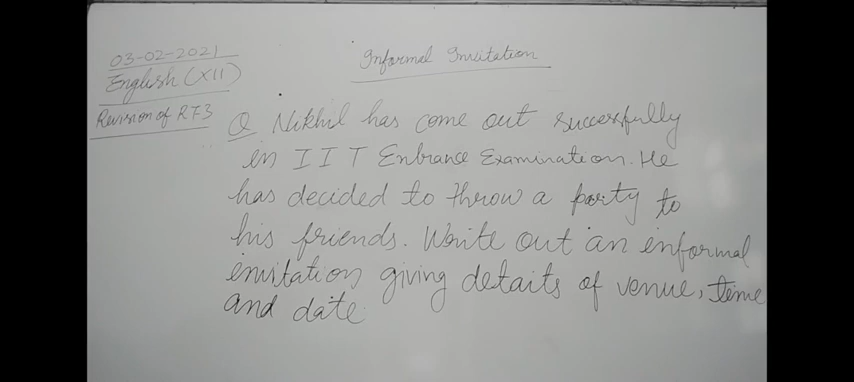 Informal Invitation
03-02-2021
English (XII)
Revision of RT3
Q Nikhil has come out successfully
in IIT Entrance Examination. He
has decided to throw a party to
his friends. Write out an informal
invitation giving details of venue, time
and date.